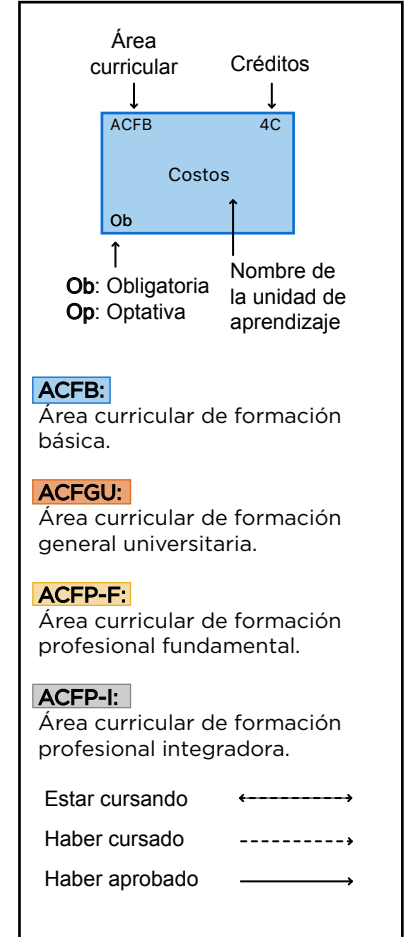 Área
curricular
Créditos
ACFB
4C
Costos
Ob
Ob: Obligatoria
Op: Optativa
Nombre de
la unidad de
aprendizaje
ACFB:
Área curricular de formación
básica.
ACFGU:
Área curricular de formación
general universitaria.
ACFP-F:
Área curricular de formación
profesional fundamental.
ACFP-I:
Área curricular de formación
profesional integradora.
Estar cursando
Haber cursado
Haber aprobado